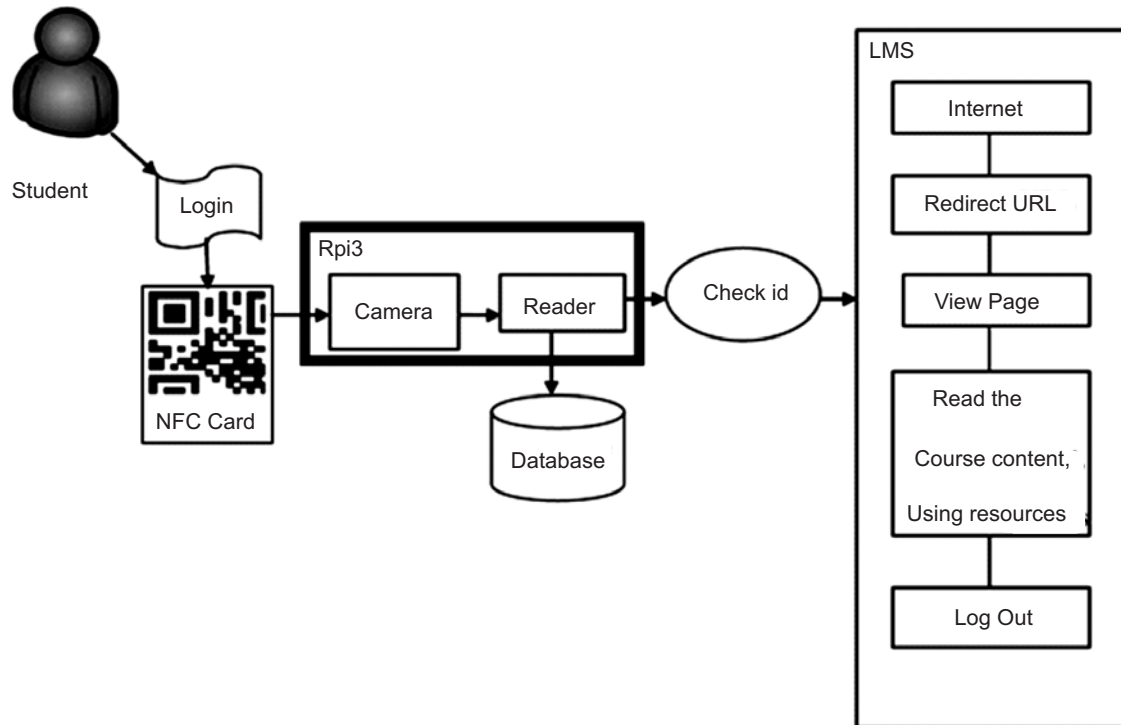 Student
Login
NFC Card
Rpi3
Camera
Reader
Database
Check id
LMS
Internet
Redirect URL
View Page
Read the
Course content,
Using resources
Log Out